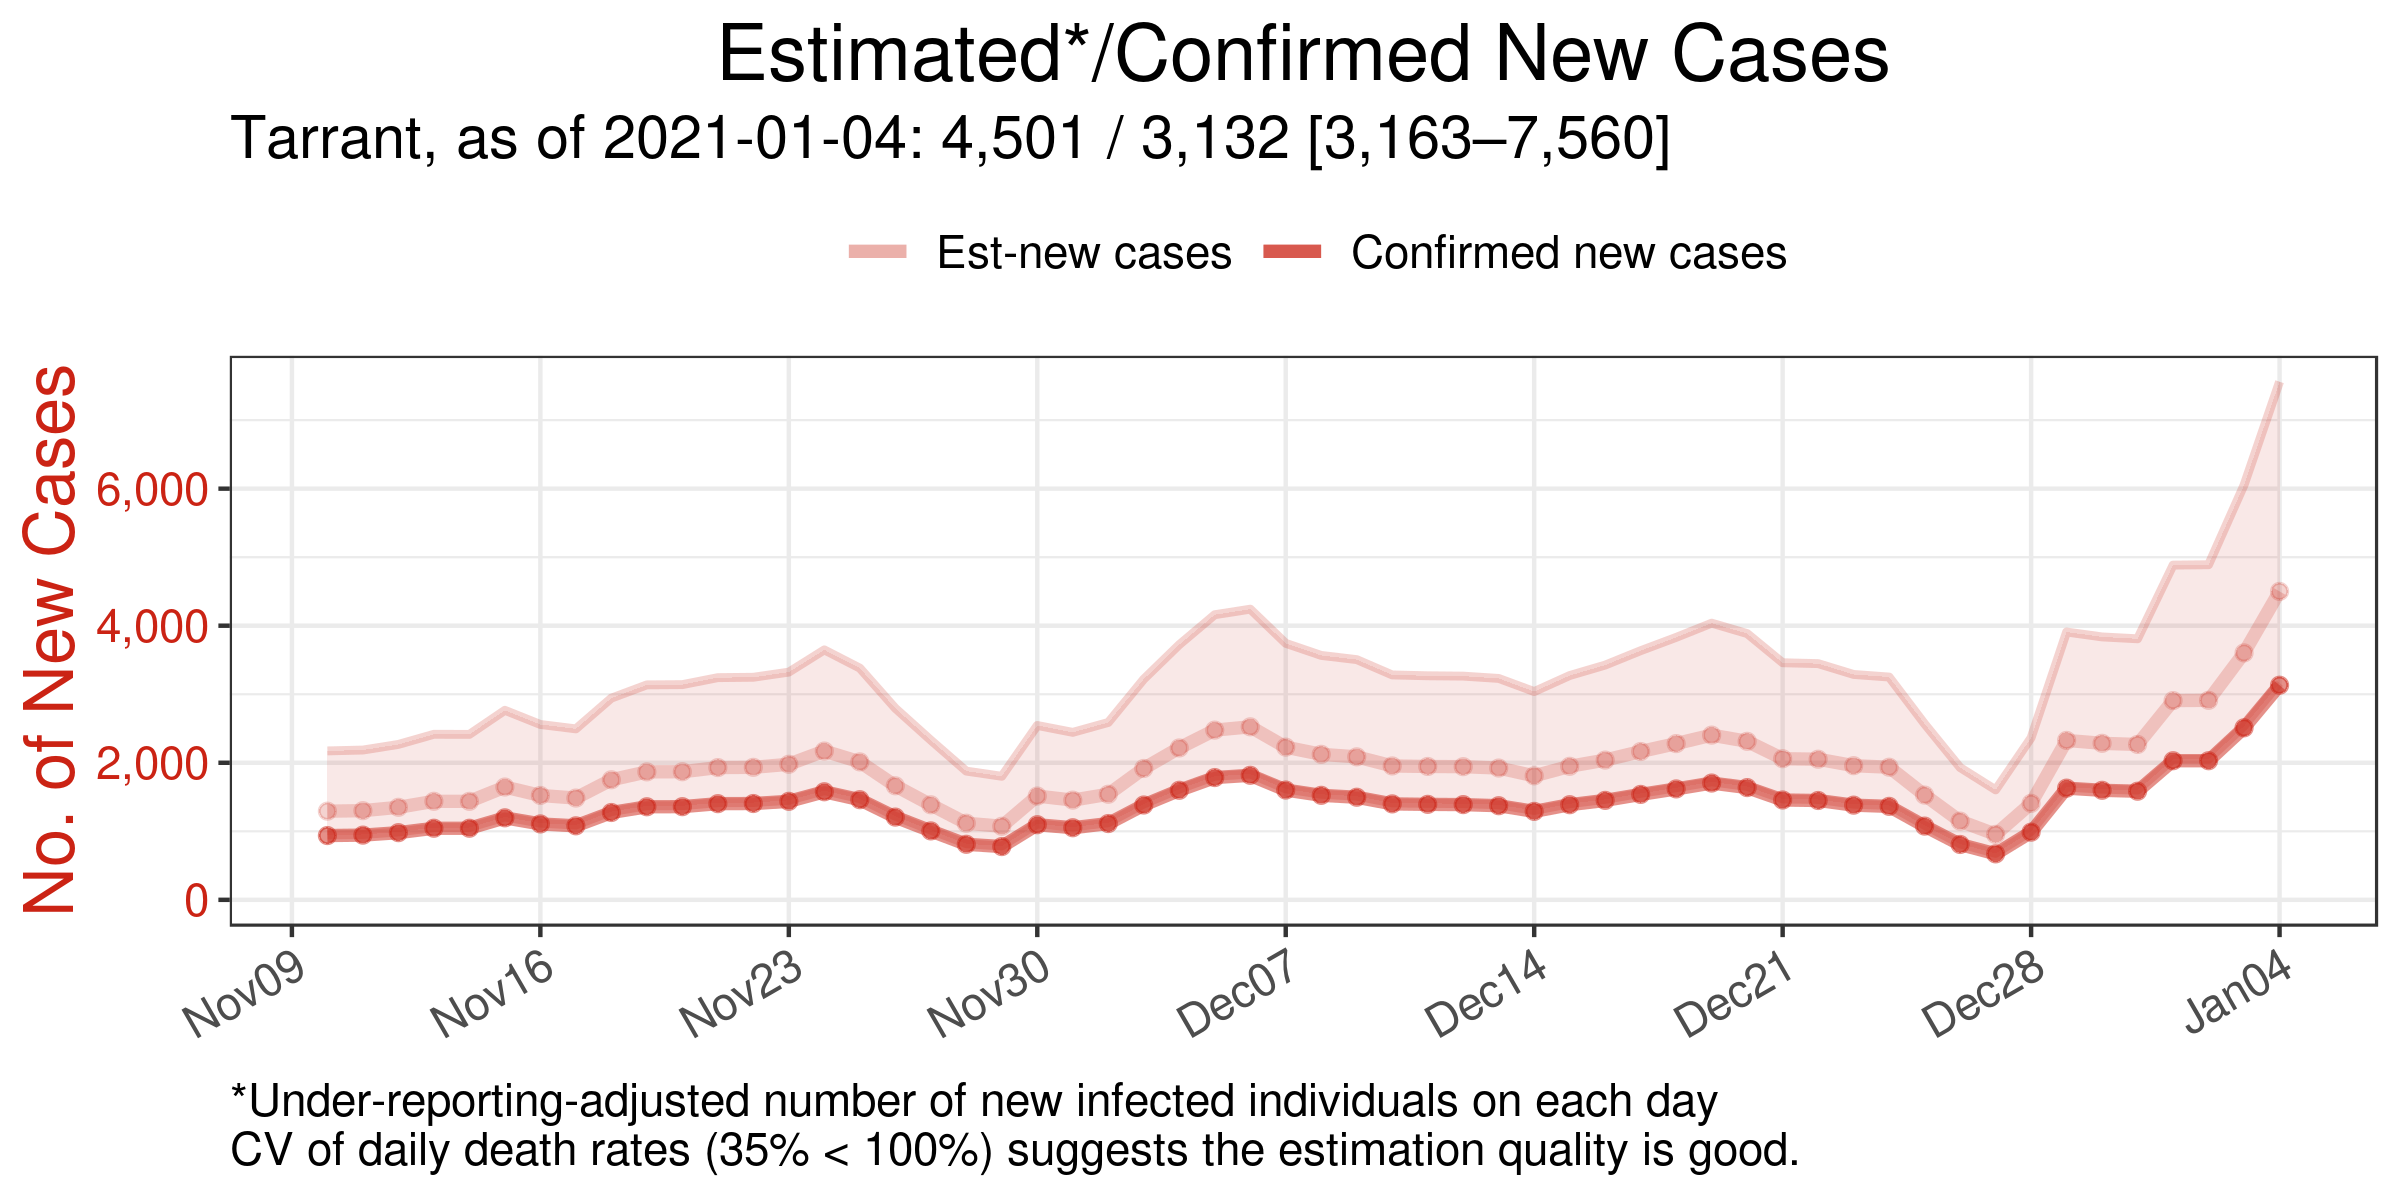 Estimated*/Confirmed New Cases
Tarrant, as of 2021-01-04: 4,501 / 3,132 [3,163–7,560]
Est-new cases
Confirmed new cases
No. of New Cases
6,000
4,000
2,000
0
Nov09
Nov16
Nov23
Nov30
Dec07
Dec14
Dec21
Dec28
Jan04
*Under-reporting-adjusted number of new infected individuals on each day
CV of daily death rates (35% < 100%) suggests the estimation quality is good.